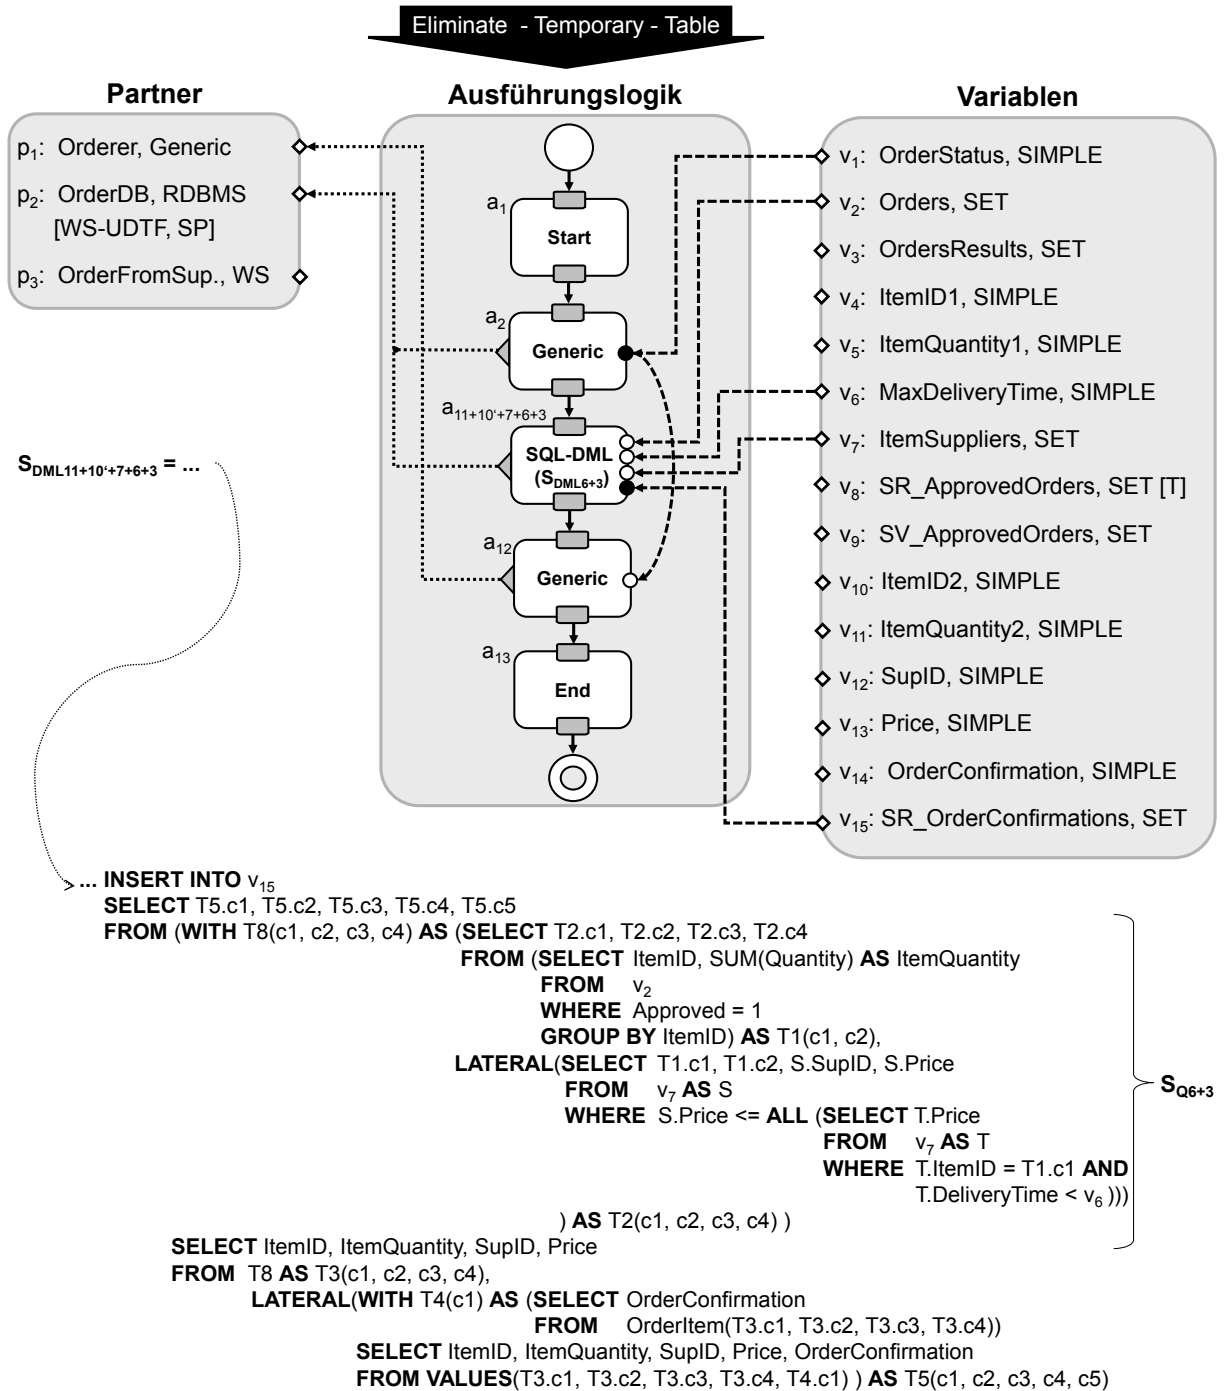 Eliminate - Temporary - Table
Partner
p1: Orderer, Generic
p2: OrderDB, RDBMS
[WS-UDTF, SP]
p3: OrderFromSup., WS
Ausführungslogik
a1
Start
a2
Generic
a11+10'+7+6+3
SQL-DML
(SDML6+3)
a12
Generic
a13
End
Variablen
v1: OrderStatus, SIMPLE
v2: Orders, SET
v3: OrdersResults, SET
v4: ItemID1, SIMPLE
v5: ItemQuantity1, SIMPLE
v6: MaxDeliveryTime, SIMPLE
v7: ItemSuppliers, SET
v8: SR_ApprovedOrders, SET [T]
v9: SV_ApprovedOrders, SET
v10: ItemID2, SIMPLE
v11: ItemQuantity2, SIMPLE
v12: SupID, SIMPLE
v13: Price, SIMPLE
v14: OrderConfirmation, SIMPLE
v15: SR_OrderConfirmations, SET
SDML11+10'+7+6+3 = ...
... INSERT INTO v15
SELECT T5.c1, T5.c2, T5.c3, T5.c4, T5.c5
FROM (WITH T8(c1, c2, c3, c4) AS (SELECT T2.c1, T2.c2, T2.c3, T2.c4
FROM (SELECT ItemID, SUM(Quantity) AS ItemQuantity
FROM v2
WHERE Approved = 1
GROUP BY ItemID) AS T1(c1, c2),
LATERAL(SELECT T1.c1, T1.c2, S.SupID, S.Price
FROM v7 AS S
WHERE S.Price <= ALL (SELECT T.Price
FROM v7 AS T
WHERE T.ItemID = T1.c1 AND
T.DeliveryTime < v6 )))
) AS T2(c1, c2, c3, c4) )
SQ6+3
SELECT ItemID, ItemQuantity, SupID, Price
FROM T8 AS T3(c1, c2, c3, c4),
LATERAL(WITH T4(c1) AS (SELECT OrderConfirmation
FROM OrderItem(T3.c1, T3.c2, T3.c3, T3.c4))
SELECT ItemID, ItemQuantity, SupID, Price, OrderConfirmation
FROM VALUES(T3.c1, T3.c2, T3.c3, T3.c4, T4.c1) ) AS T5(c1, c2, c3, c4, c5)